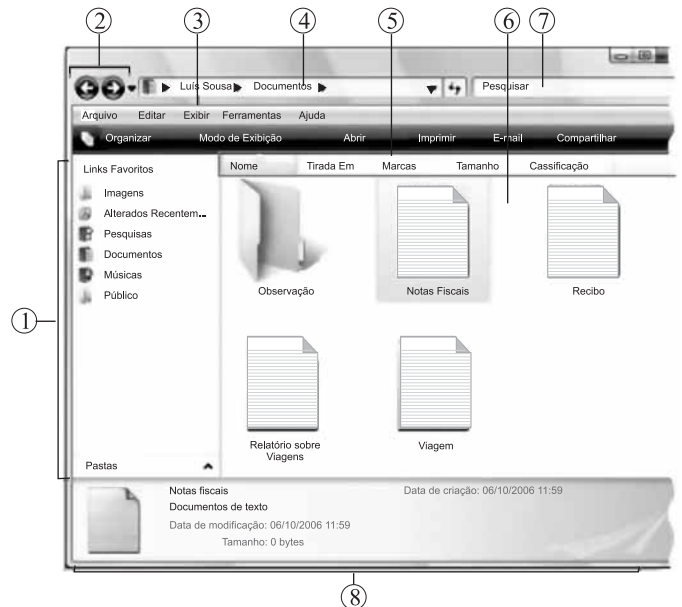 2 3 4 5 6 7
Luís Sousa Documentos Pesquisar
Arquivo Editar Exibir Ferramentas Ajuda
Organizar Modo de Exibição Abrir Imprimir E-mail Compartilhar
Links Favoritos
Imagens
Alterados Recentem...
Pesquisas
Documentos
Músicas
Público
1
Pastas
Nome Tirada Em Marcas Tamanho Classificação
Observação Notas Fiscais Recibo
Relatório sobre
Viagens
Viagem
Notas fiscais
Documentos de texto
Data de modificação: 06/10/2006 11:59
Tamanho: 0 bytes
Data de criação: 06/10/2006 11:59
8